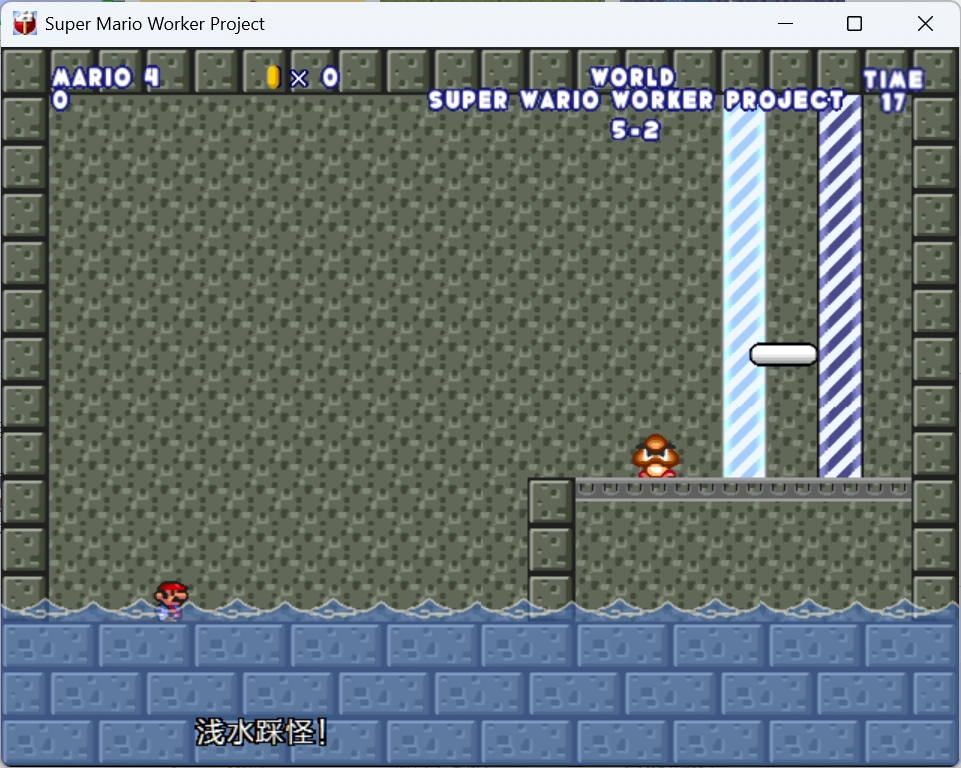 Super Mario Worker Project
MARIO 4
0
× 0
WORLD
SUPER WARIO WORKER PROJECT
5-2
TIME
17
浅水踩怪!